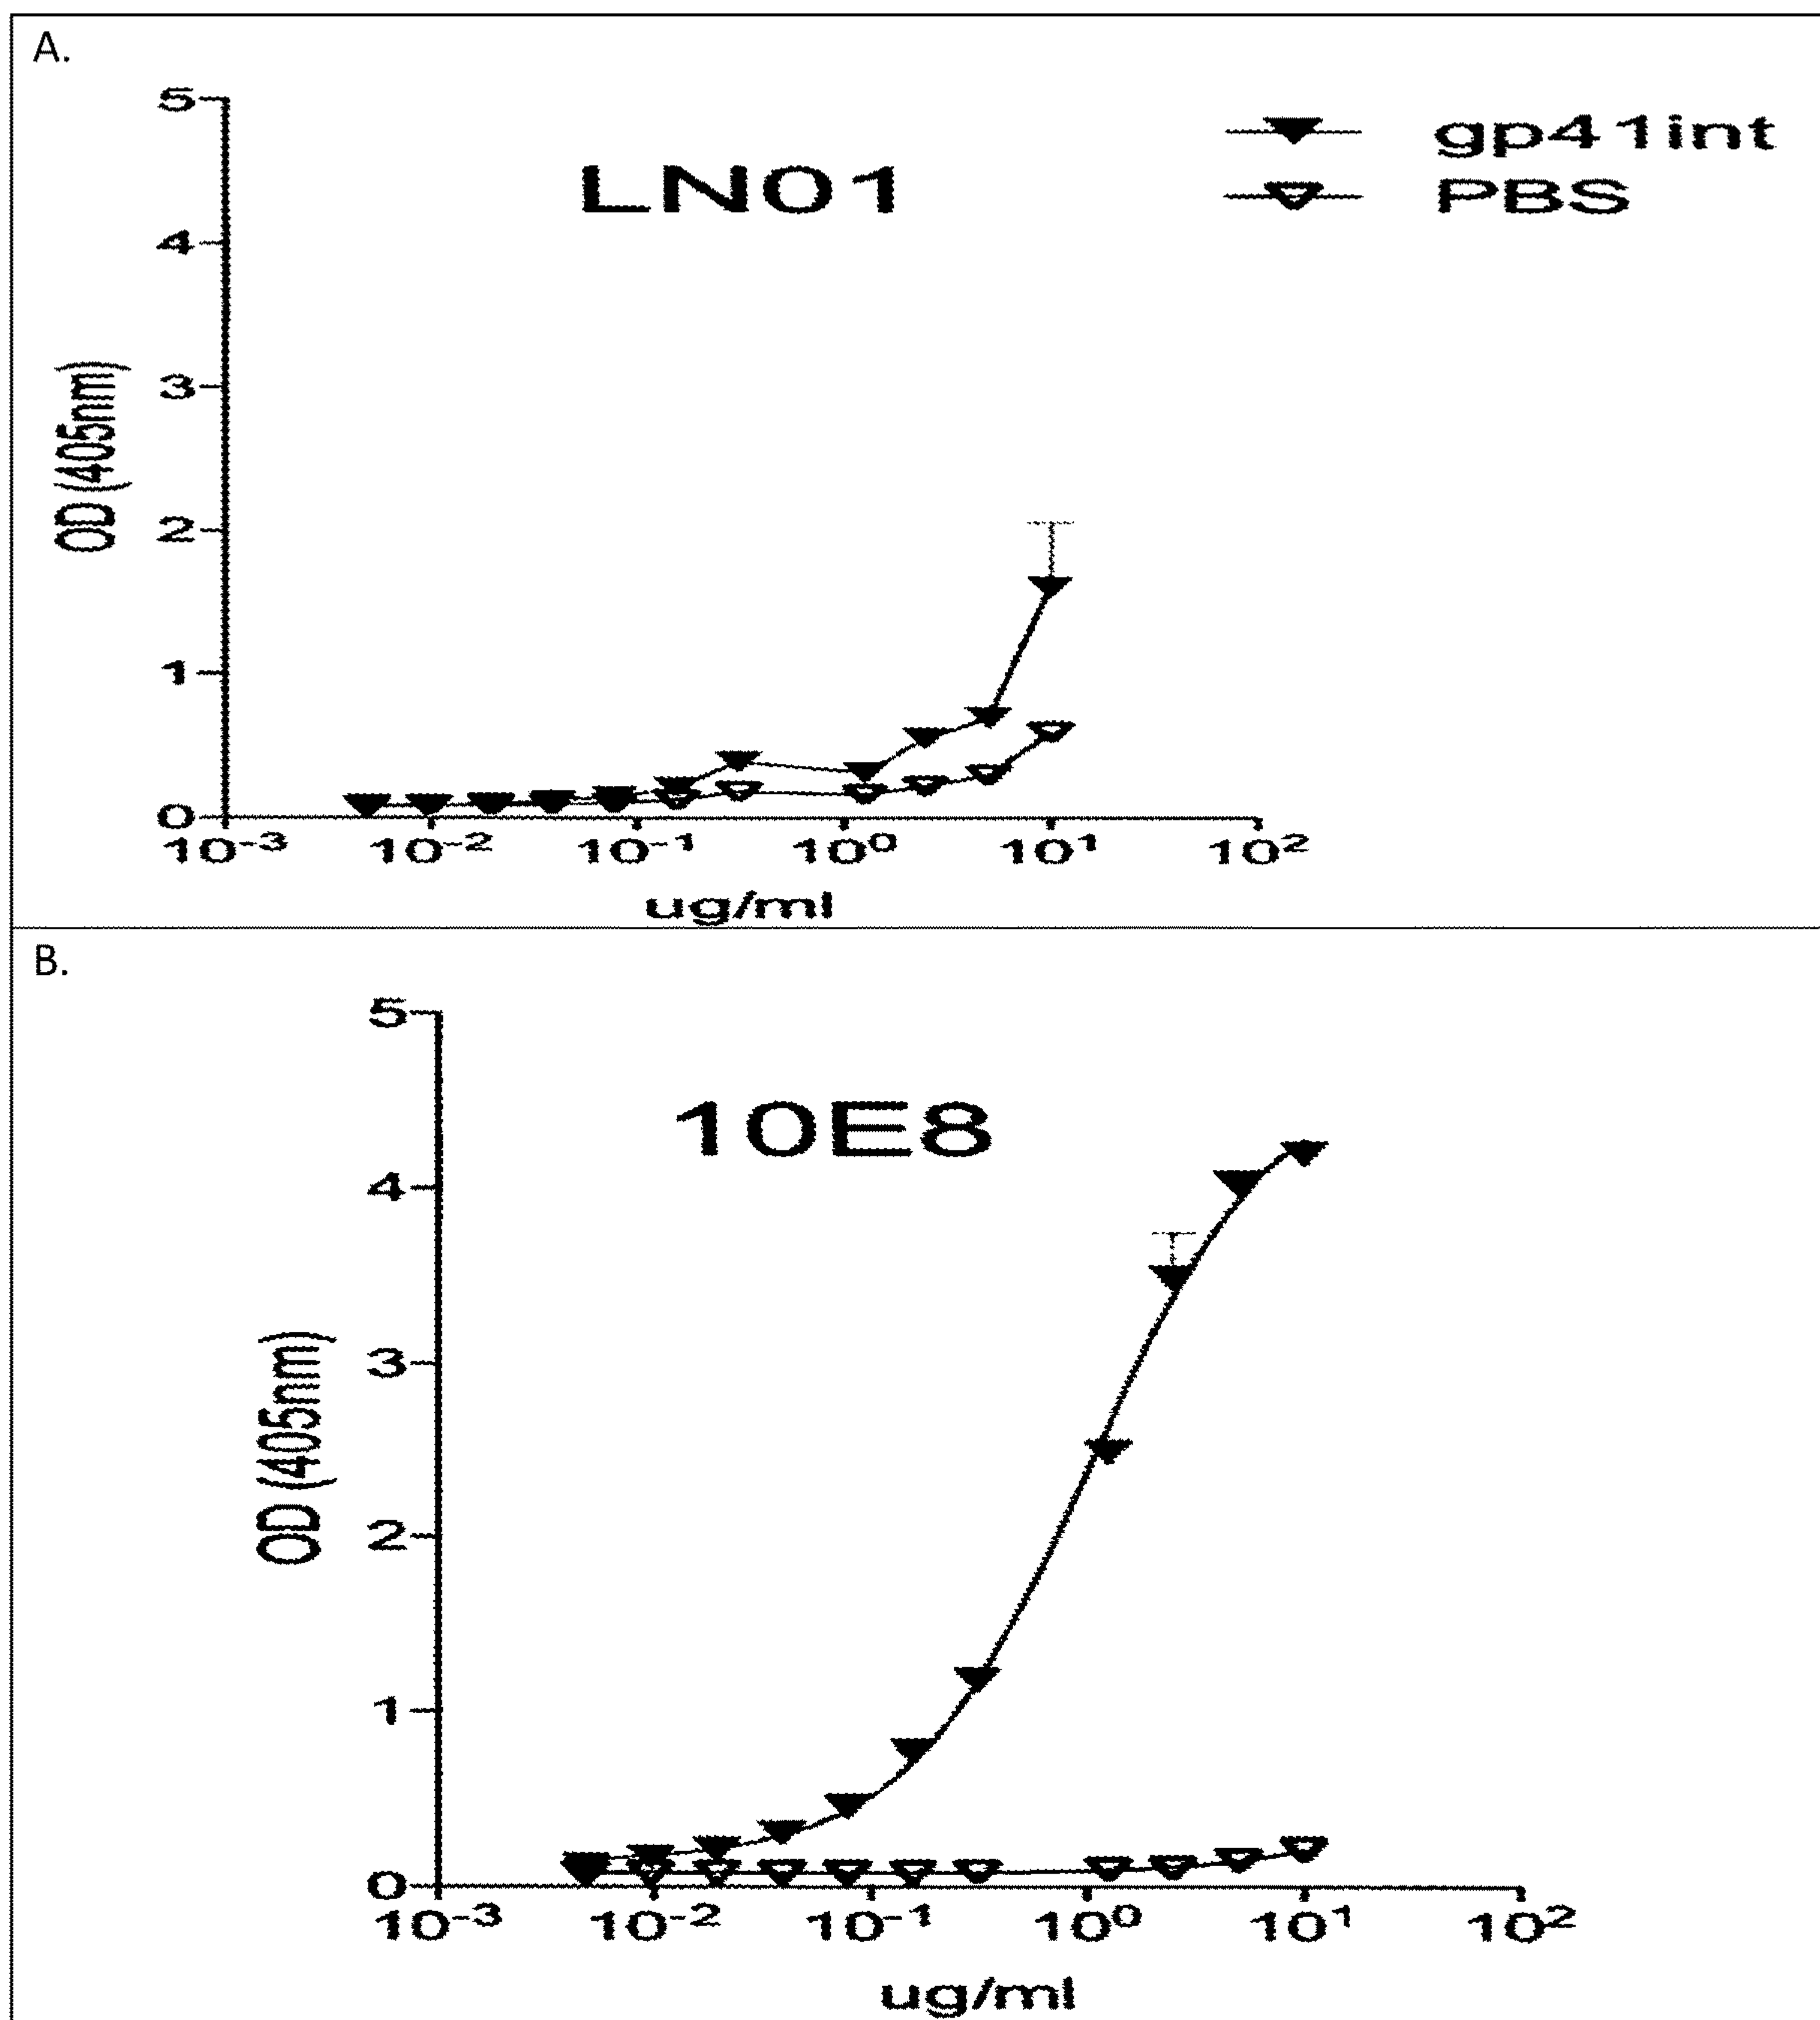 A.
LN01
gp41int
PBS
5
4
3
2
1
0
OD (405nm)
10⁻³ 10⁻² 10⁻¹ 10⁰ 10¹ 10²
ug/ml
B.
10E8
5
4
3
2
1
0
OD (405nm)
10⁻³ 10⁻² 10⁻¹ 10⁰ 10¹ 10²
ug/ml